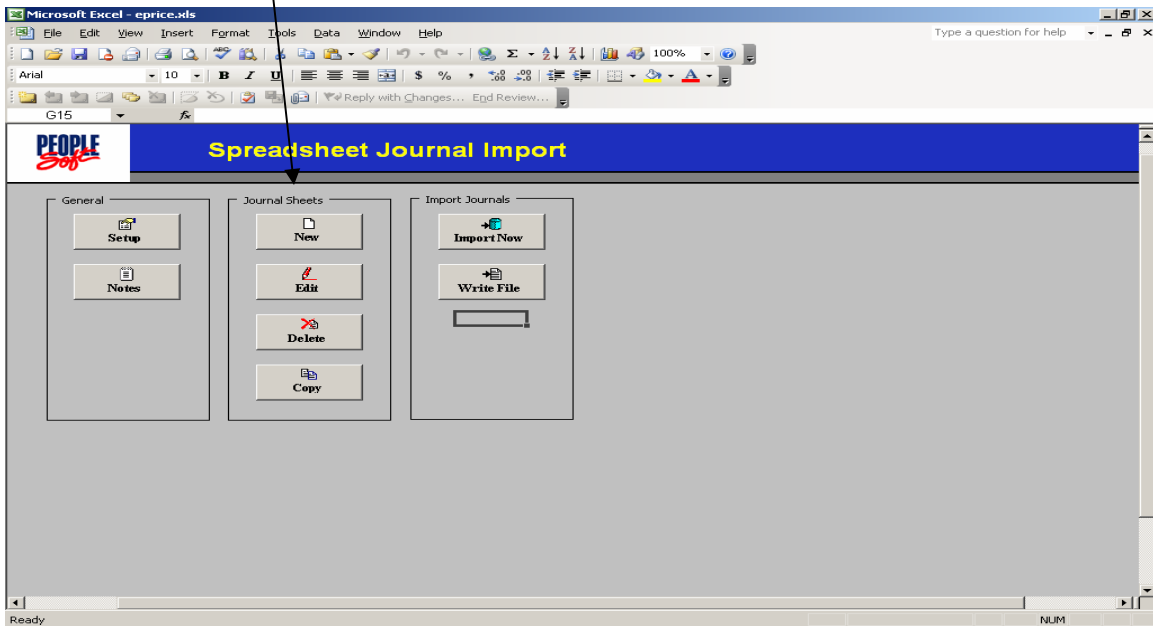 Microsoft Excel - eprice.xls
File Edit View Insert Format Tools Data Window Help Type a question for help
100%
Arial 10 B I U $ % ,
Reply with Changes... End Review...
G15 fx
PEOPLE
Soft
Spreadsheet Journal Import
General Journal Sheets Import Journals
Setup New Import Now
Notes Edit Write File
Delete
Copy
Ready NUM